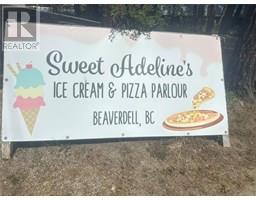 REALTOR®
Sweet Adeline's
ICE CREAM & PIZZA PARLOUR
BEAVERDELL, BC